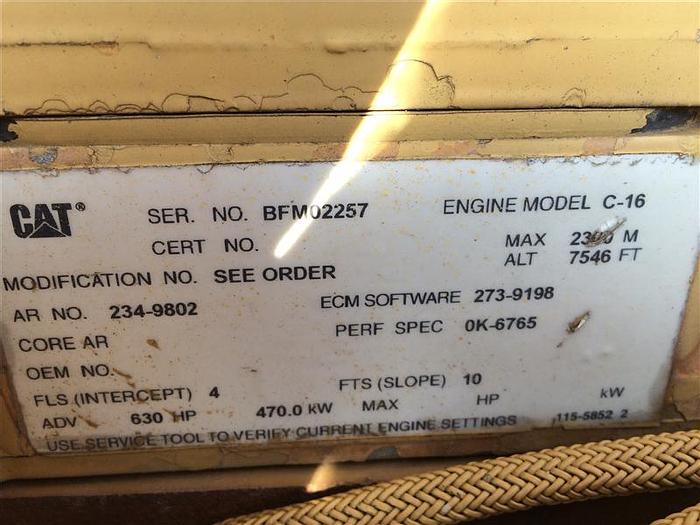 CAT® SER. NO. BFM02257 ENGINE MODEL C-16
CERT NO. MAX 2300 M
MODIFICATION NO. SEE ORDER ALT 7546 FT
AR NO. 234-9802 ECM SOFTWARE 273-9198
CORE AR PERF SPEC 0K-6765
OEM NO.
FLS (INTERCEPT) 4 FTS (SLOPE) 10
ADV 630 HP 470.0 kW MAX HP kW
USE SERVICE TOOL TO VERIFY CURRENT ENGINE SETTINGS 115-5852 2